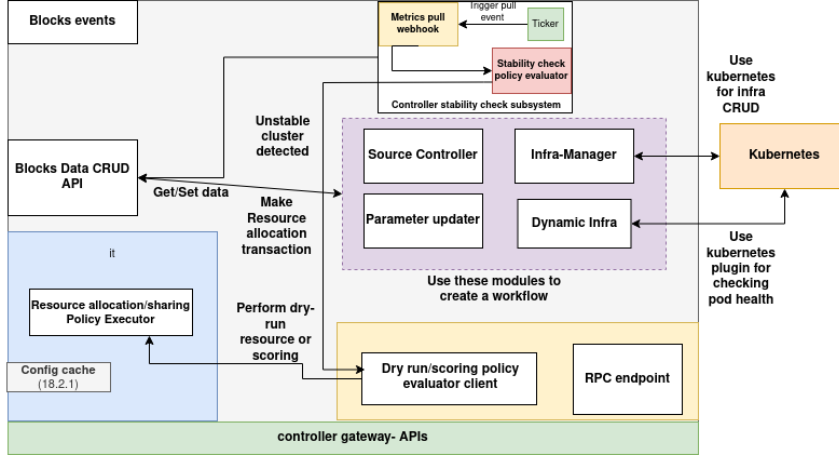 Blocks events
Metrics pull
webhook
Trigger pull
event
Ticker
Stability check
policy evaluator
Controller stability check subsystem
Use
kubernetes
for infra
CRUD
Unstable
cluster
detected
Source Controller
Infra-Manager
Kubernetes
Blocks Data CRUD
API
Get/Set data
Make
Resource
allocation
transaction
Parameter updater
Dynamic Infra
Use
kubernetes
plugin for
checking
pod health
it
Use these modules to
create a workflow
Resource allocation/sharing
Policy Executor
Perform dry-
run
resource or
scoring
Config cache
(18.2.1)
Dry run/scoring policy
evaluator client
RPC endpoint
controller gateway- APIs